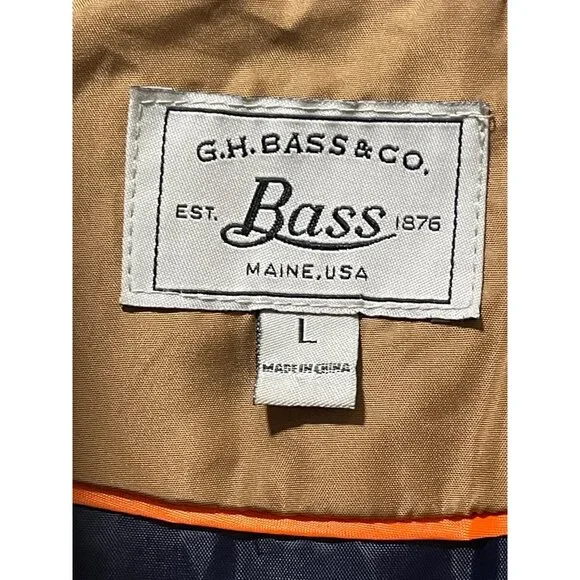 G.H. BASS & CO.
EST. Bass 1876
MAINE, USA
L
MADE IN CHINA